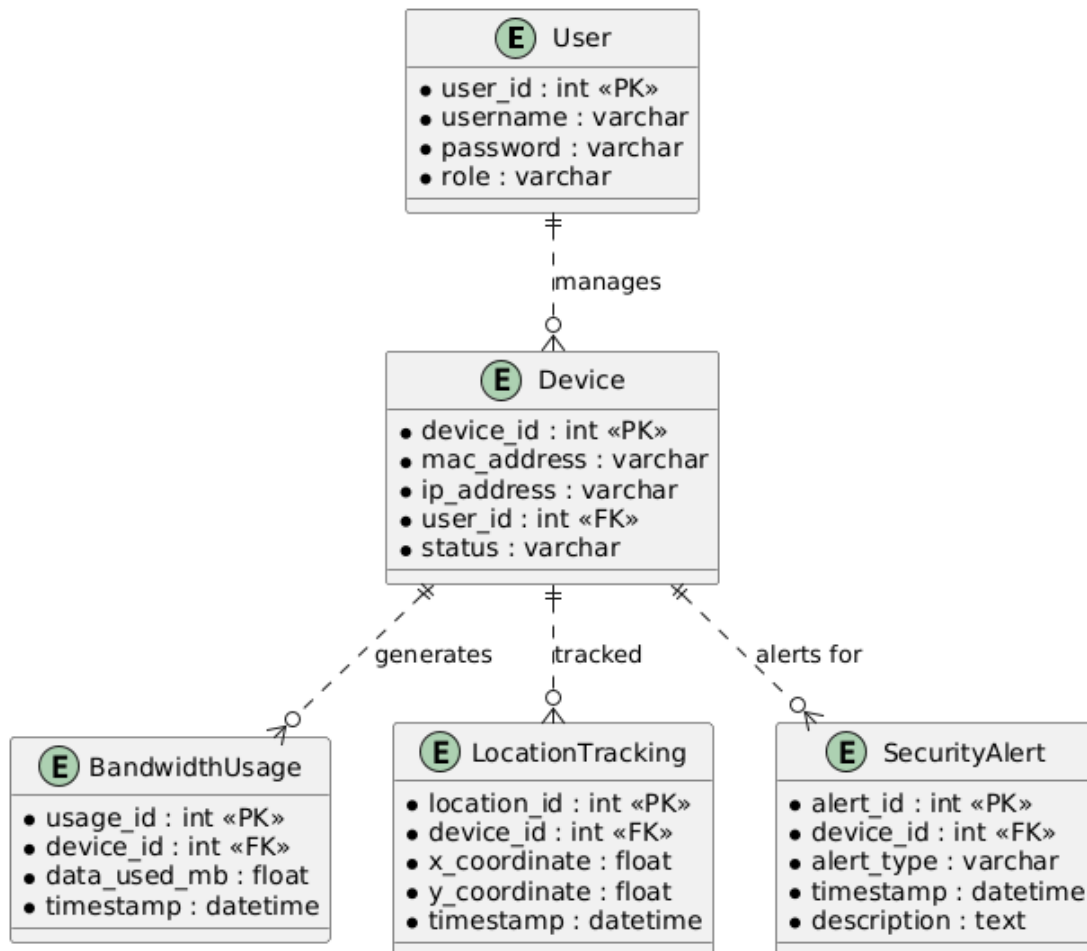 E User
user_id : int «PK»
username : varchar
password : varchar
role : varchar
manages
E Device
device_id : int «PK»
mac_address : varchar
ip_address : varchar
user_id : int «FK»
status : varchar
generates
tracked
alerts for
E BandwidthUsage
usage_id : int «PK»
device_id : int «FK»
data_used_mb : float
timestamp : datetime
E LocationTracking
location_id : int «PK»
device_id : int «FK»
x_coordinate : float
y_coordinate : float
timestamp : datetime
E SecurityAlert
alert_id : int «PK»
device_id : int «FK»
alert_type : varchar
timestamp : datetime
description : text